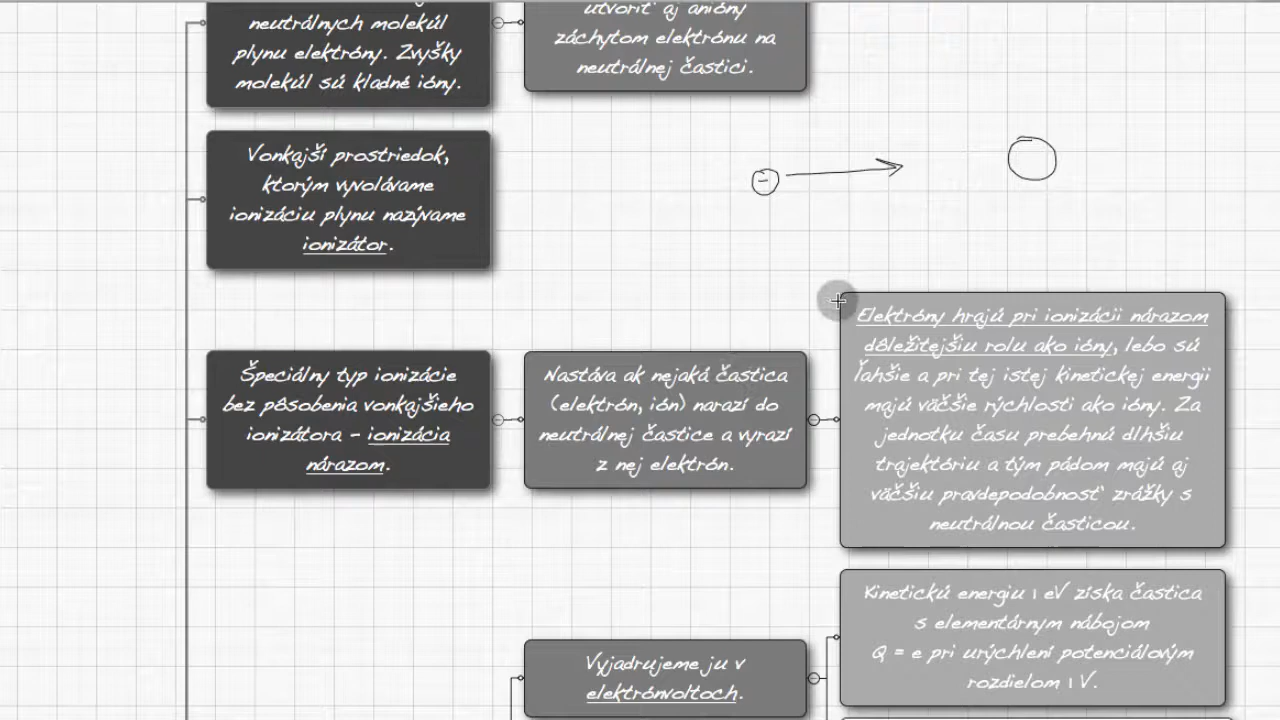 neutrálnych molekúl
plynu elektróny. Zvyšky
molekúl sú kladné ióny.
utvoriť aj anióny
záchytom elektrónu na
neutrálnej častici.
Vonkajší prostriedok,
ktorým vyvolávame
ionizáciu plynu nazývame
ionizátor.
-
Špeciálny typ ionizácie
bez pôsobenia vonkajšieho
ionizátora - ionizácia
nárazom.
Nastáva ak nejaká častica
(elektrón, ión) narazí do
neutrálnej častice a vyrazí
z nej elektrón.
Elektróny hrajú pri ionizácii nárazom
dôležitejšiu rolu ako ióny, lebo sú
ľahšie a pri tej istej kinetickej energii
majú väčšie rýchlosti ako ióny. Za
jednotku času prebehnú dlhšiu
trajektóriu a tým pádom majú aj
väčšiu pravdepodobnosť zrážky s
neutrálnou časticou.
Vyjadrujeme ju v
elektrónvoltoch.
Kinetickú energiu 1 eV získa častica
s elementárnym nábojom
Q = e pri urýchlení potenciálovým
rozdielom 1 V.